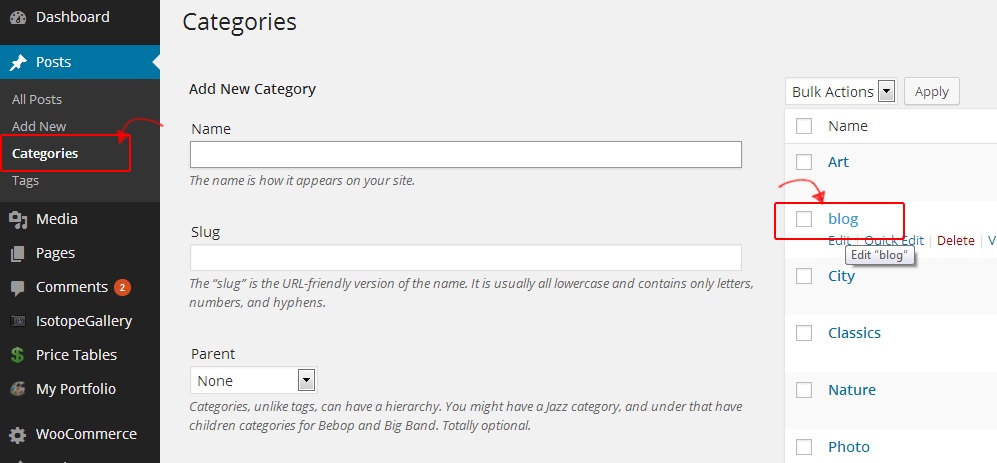 Dashboard
Posts
All Posts
Add New
Categories
Tags
Media
Pages
Comments 2
IsotopeGallery
Price Tables
My Portfolio
WooCommerce
Categories
Add New Category
Name
The name is how it appears on your site.
Slug
The “slug” is the URL-friendly version of the name. It is usually all lowercase and contains only letters,
numbers, and hyphens.
Parent
None
Categories, unlike tags, can have a hierarchy. You might have a Jazz category, and under that have
children categories for Bebop and Big Band. Totally optional.
Bulk Actions Apply
Name
Art
blog
Edit | Quick Edit | Delete |
Edit “blog”
City
Classics
Nature
Photo